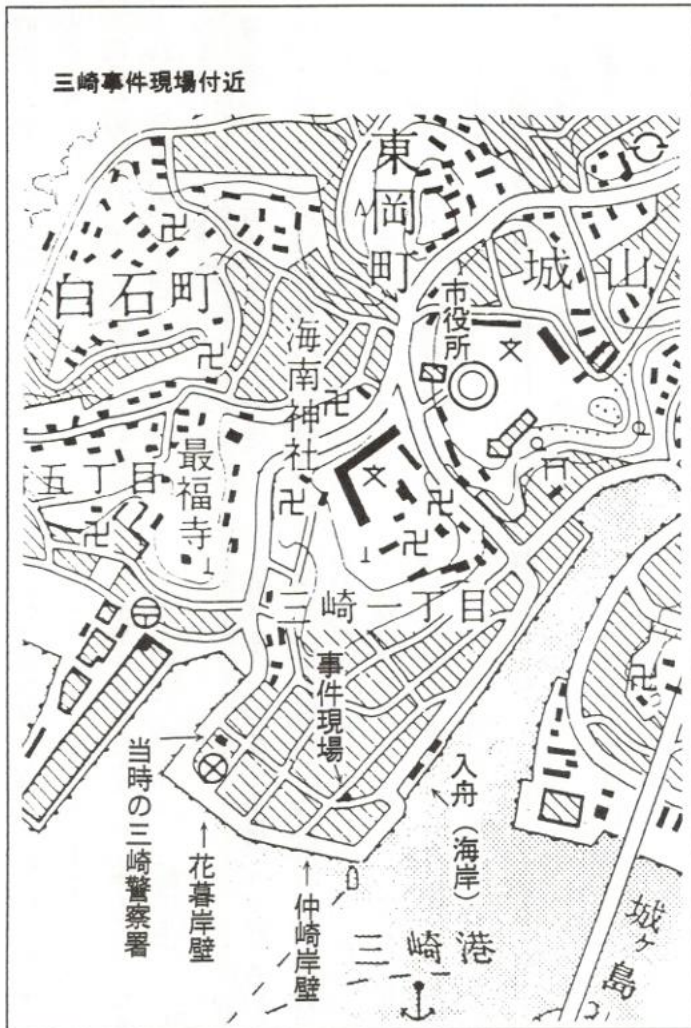 三崎事件現場付近
東岡町
白石町
城山
市役所
海南神社
最福寺
五丁目
三崎一丁目
事件現場
入舟(海岸)
当時の三崎警察署
花暮岸壁
仲崎岸壁
三崎港
城ヶ島